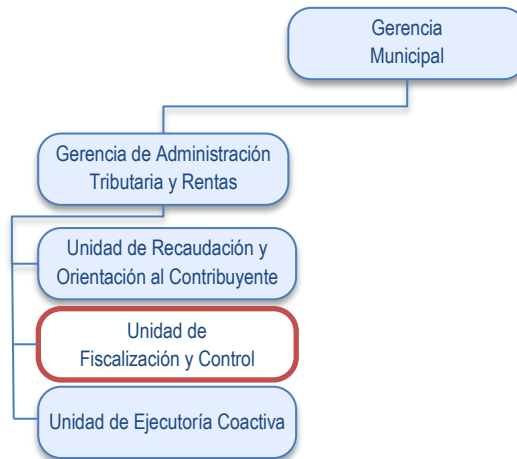 Gerencia
Municipal
Gerencia de Administración
Tributaria y Rentas
Unidad de Recaudación y
Orientación al Contribuyente
Unidad de
Fiscalización y Control
Unidad de Ejecutoría Coactiva